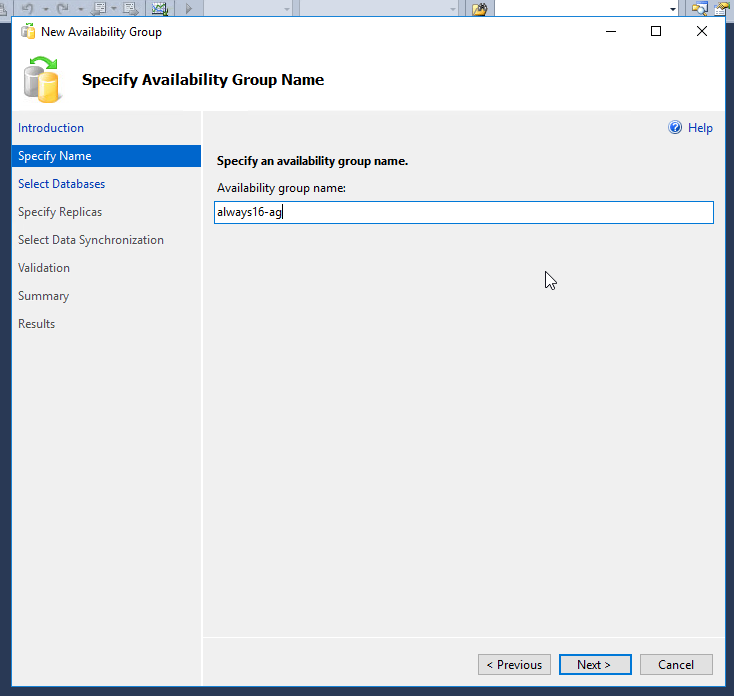 New Availability Group
Specify Availability Group Name
Introduction
Help
Specify Name
Specify an availability group name.
Select Databases
Availability group name:
Specify Replicas
always16-ag
Select Data Synchronization
Validation
Summary
Results
< Previous
Next >
Cancel